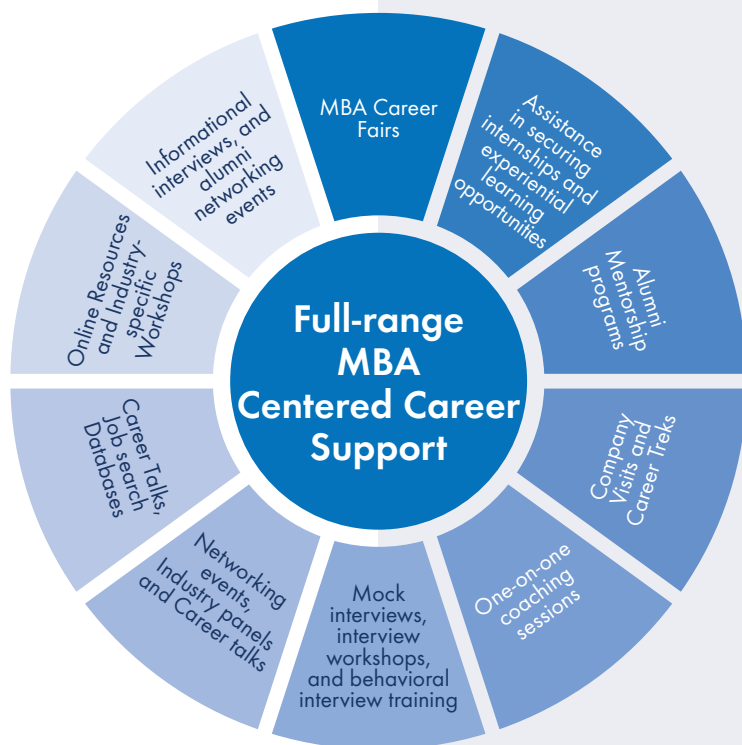 MBA Career
Fairs
Assistance
in securing
internships and
experiential
learning
opportunities
Alumni
Mentorship
programs
Company
Visits and
Career Treks
One-on-one
coaching
sessions
Mock
interviews,
interview
workshops,
and behavioral
interview training
Networking
events,
Industry panels
and Career talks
Career Talks,
Job search
Databases
Online Resources
and Industry-
specific
Workshops
Informational
interviews, and
alumni
networking
events
Full-range
MBA
Centered Career
Support